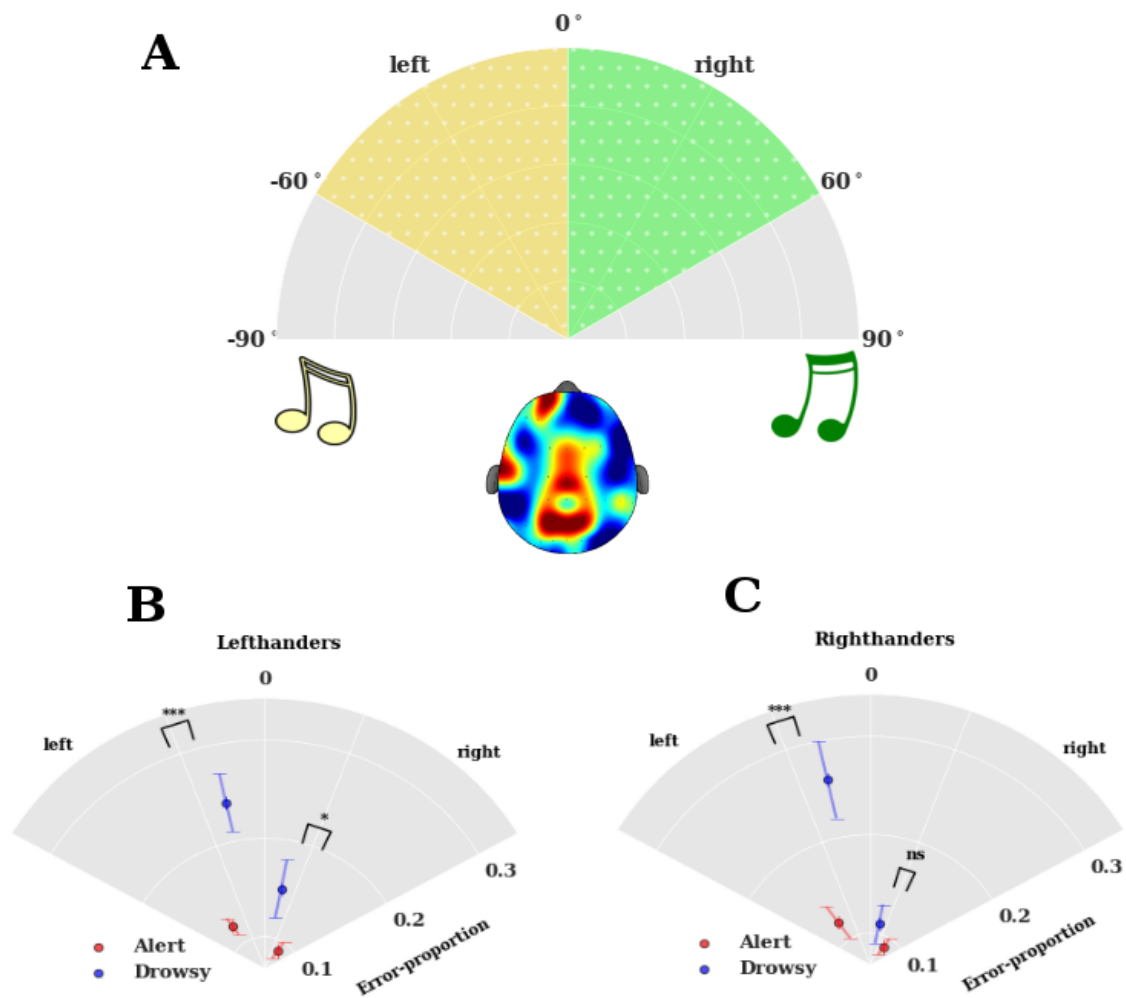 A
0°
left
right
-60°
60°
-90°
90°
B
C
Lefthanders
Righthanders
0
0
***
***
left
right
left
right
*
ns
0.3
0.3
0.2
0.2
Alert
Alert
Drowsy
Drowsy
0.1
0.1
Error-proportion
Error-proportion